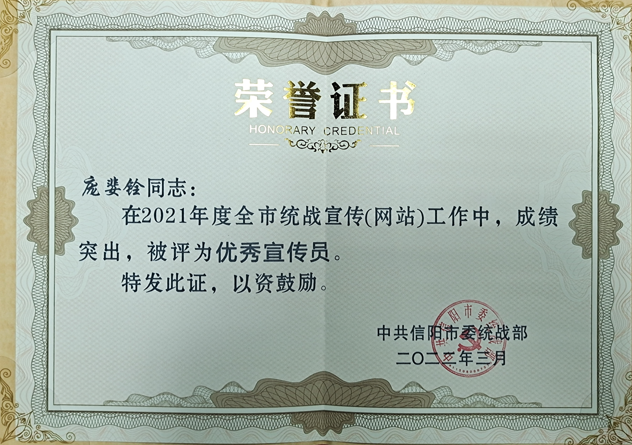 荣誉证书
HONORARY CREDENTIAL
庞斐铨同志：
在2021年度全市统战宣传(网站)工作中，成绩
突出，被评为优秀宣传员。
特发此证，以资鼓励。
中共信阳市委统战部
二〇二二年三月